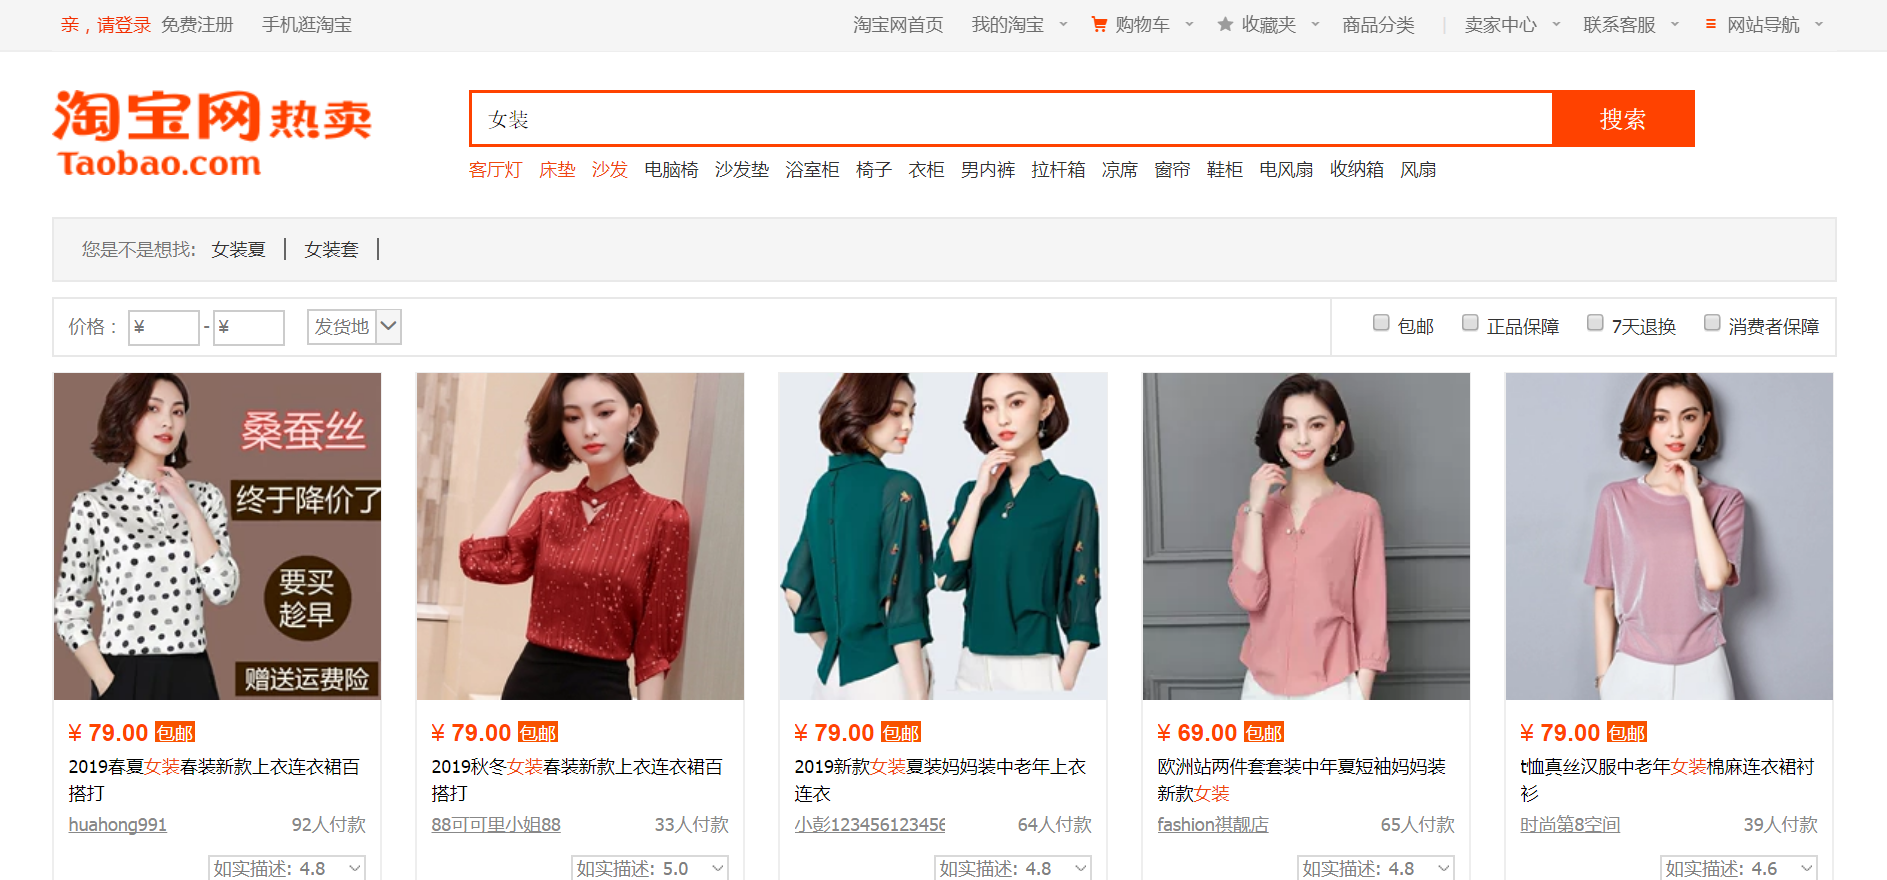 亲，请登录 免费注册 手机逛淘宝 淘宝网首页 我的淘宝 购物车 收藏夹 商品分类 | 卖家中心 联系客服 网站导航
淘宝网热卖
Taobao.com
女装 搜索
客厅灯 床垫 沙发 电脑椅 沙发垫 浴室柜 椅子 衣柜 男内裤 拉杆箱 凉席 窗帘 鞋柜 电风扇 收纳箱 风扇
您是不是想找: 女装夏 | 女装套 |
价格： ¥ - ¥ 发货地 包邮 正品保障 7天退换 消费者保障
桑蚕丝
终于降价了
要买
趁早
赠送运费险
¥ 79.00 包邮
2019春夏女装春装新款上衣连衣裙百
搭打
huahong991 92人付款
如实描述: 4.8
¥ 79.00 包邮
2019秋冬女装春装新款上衣连衣裙百
搭打
88可可里小姐88 33人付款
如实描述: 5.0
¥ 79.00 包邮
2019新款女装夏装妈妈装中老年上衣
连衣
小彭123456123456 64人付款
如实描述: 4.8
¥ 69.00 包邮
欧洲站两件套套装中年夏短袖妈妈装
新款女装
fashion祺靓店 65人付款
如实描述: 4.8
¥ 79.00 包邮
t恤真丝汉服中老年女装棉麻连衣裙衬
衫
时尚第8空间 39人付款
如实描述: 4.6